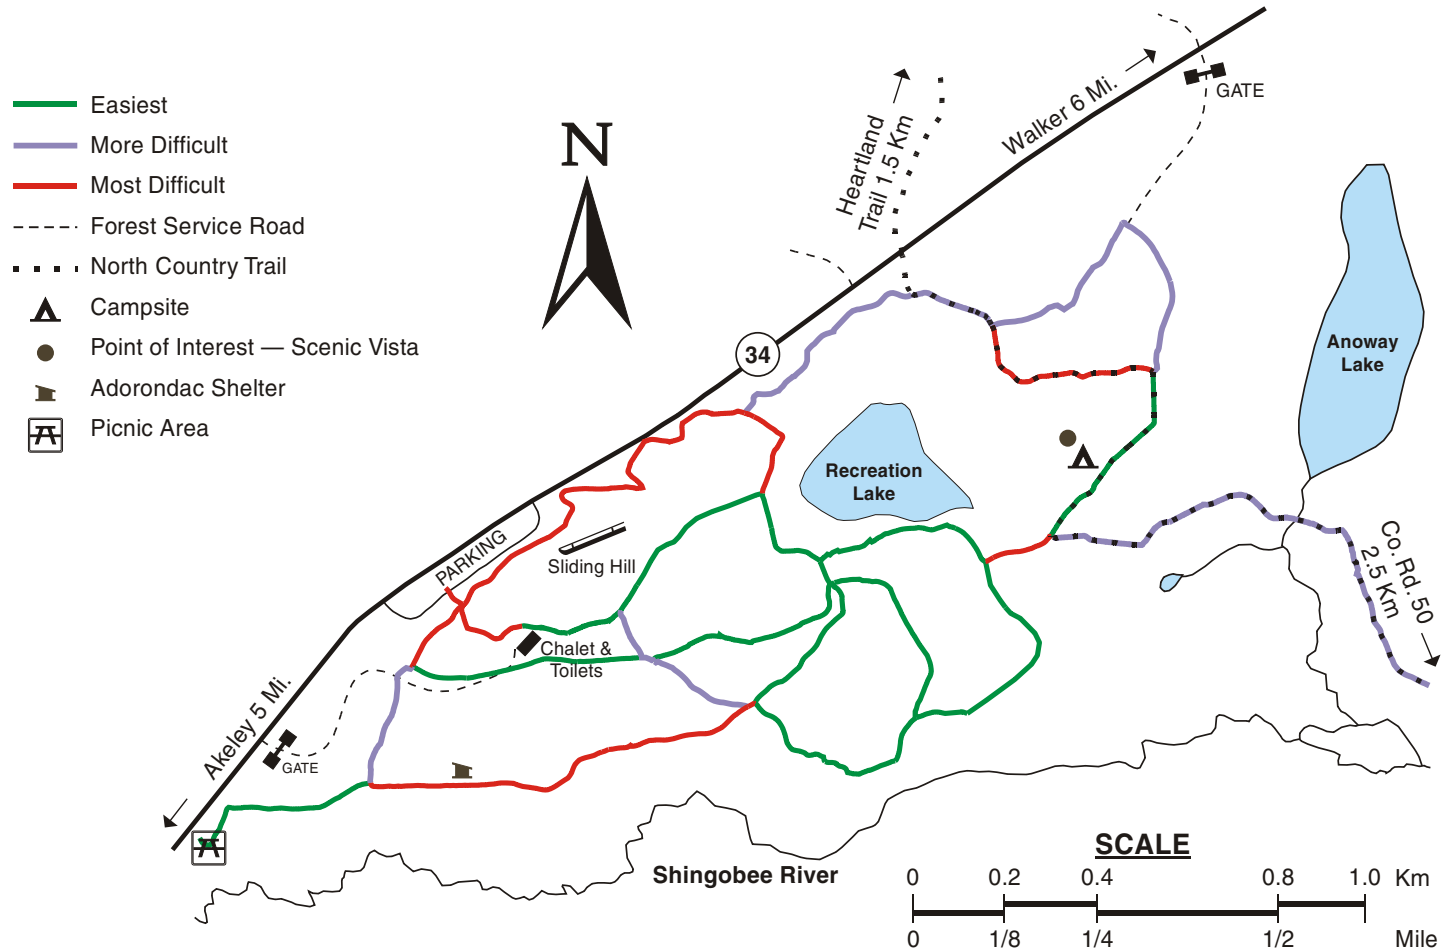 Easiest
More Difficult
Most Difficult
Forest Service Road
North Country Trail
Campsite
Point of Interest — Scenic Vista
Adorondac Shelter
Picnic Area
N
Heartland
Trail 1.5 Km
Walker 6 Mi.
GATE
34
Anoway
Lake
Recreation
Lake
PARKING
Sliding Hill
Chalet &
Toilets
Co. Rd. 50
2.5 Km
Akeley 5 Mi.
GATE
Shingobee River
SCALE
0 0.2 0.4 0.8 1.0 Km
0 1/8 1/4 1/2 Mile